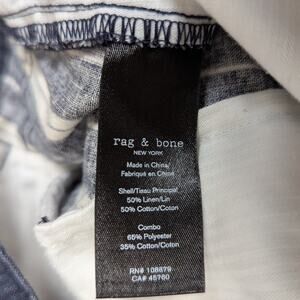 rag & bone
NEW YORK
Made in China/
Fabriqué en Chine
Shell/Tissu Principal
50% Linen/Lin
50% Cotton/Coton
Combo
65% Polyester
35% Cotton/Coton
RN# 108879
CA# 45760